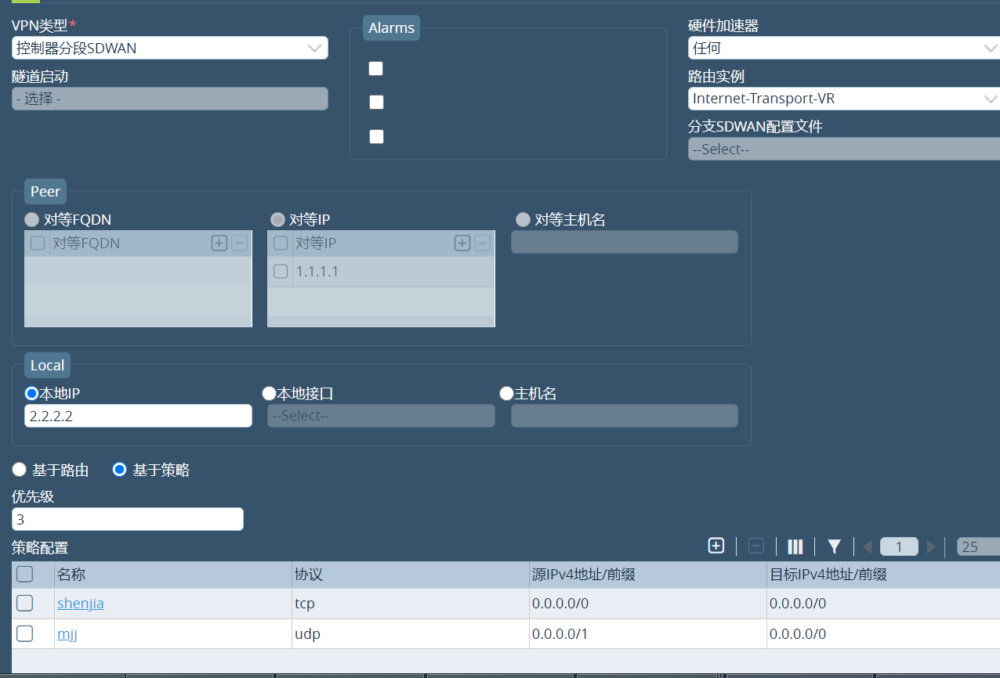 VPN类型*
控制器分段SDWAN
隧道启动
- 选择 -
Alarms
硬件加速器
任何
路由实例
Internet-Transport-VR
分支SDWAN配置文件
--Select--
Peer
对等FQDN
对等IP
对等主机名
对等FQDN
对等IP
1.1.1.1
Local
本地IP
本地接口
主机名
2.2.2.2
--Select--
基于路由
基于策略
优先级
3
策略配置
1
25
名称 协议 源IPv4地址/前缀 目标IPv4地址/前缀
shenjia tcp 0.0.0.0/0 0.0.0.0/0
mjj udp 0.0.0.0/1 0.0.0.0/0